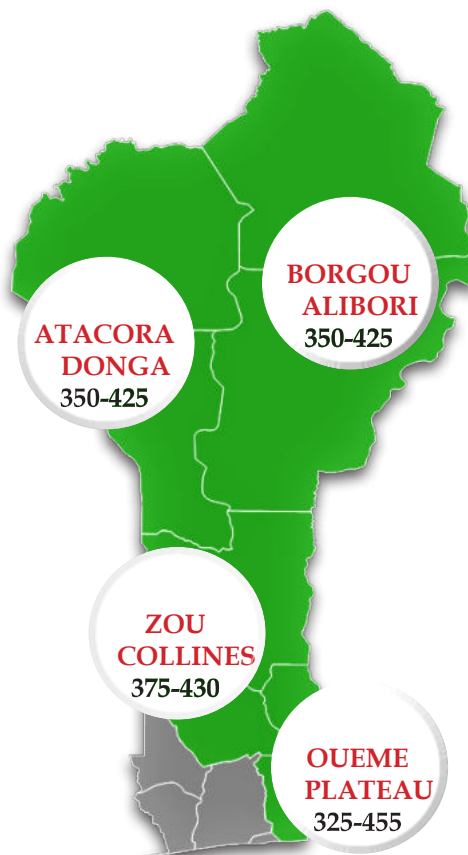 BORGOU
ALIBORI
350-425
ATACORA
DONGA
350-425
ZOU
COLLINES
375-430
OUEME
PLATEAU
325-455